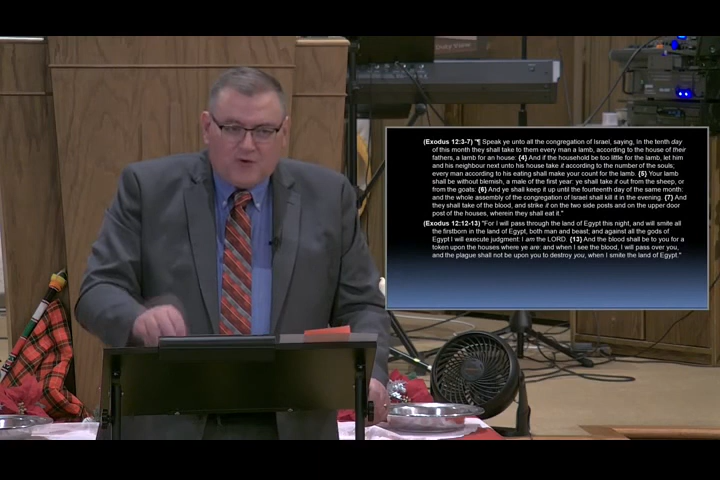 (Exodus 12:3-7) "¶ Speak ye unto all the congregation of Israel, saying, In the tenth day
of this month they shall take to them every man a lamb, according to the house of their
fathers, a lamb for an house: {4} And if the household be too little for the lamb, let him
and his neighbour next unto his house take it according to the number of the souls;
every man according to his eating shall make your count for the lamb. {5} Your lamb
shall be without blemish, a male of the first year: ye shall take it out from the sheep, or
from the goats: {6} And ye shall keep it up until the fourteenth day of the same month:
and the whole assembly of the congregation of Israel shall kill it in the evening. {7} And
they shall take of the blood, and strike it on the two side posts and on the upper door
post of the houses, wherein they shall eat it."
(Exodus 12:12-13) "For I will pass through the land of Egypt this night, and will smite all
the firstborn in the land of Egypt, both man and beast; and against all the gods of
Egypt I will execute judgment: I am the LORD. {13} And the blood shall be to you for a
token upon the houses where ye are: and when I see the blood, I will pass over you,
and the plague shall not be upon you to destroy you, when I smite the land of Egypt."